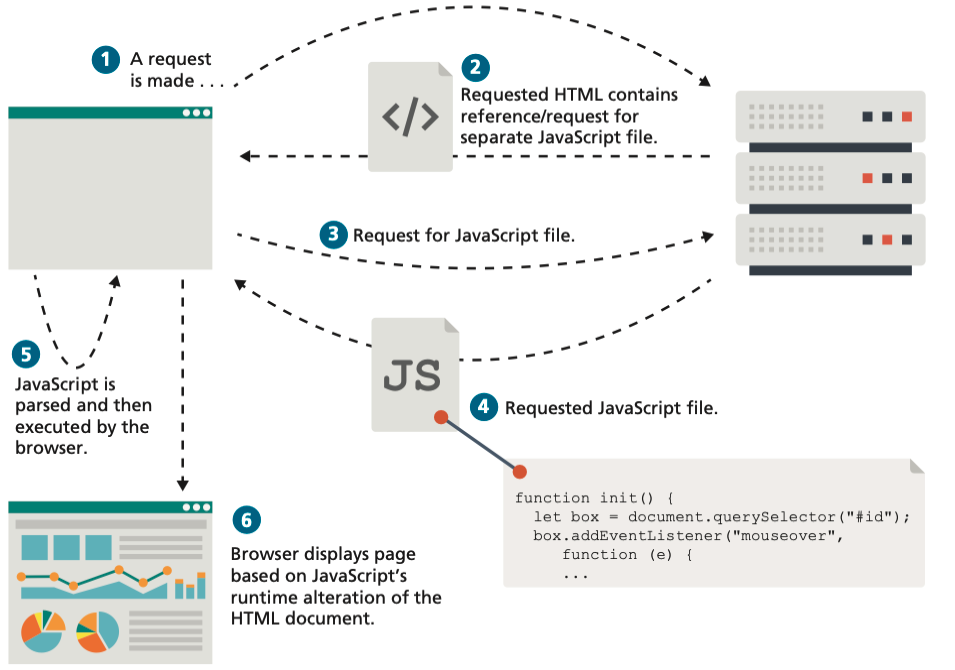 1 A request
is made . . .
2
Requested HTML contains
reference/request for
separate JavaScript file.
</>
3 Request for JavaScript file.
JS
4 Requested JavaScript file.
5
JavaScript is
parsed and then
executed by the
browser.
function init() {
let box = document.querySelector("#id");
box.addEventListener("mouseover",
function (e) {
...
6
Browser displays page
based on JavaScript’s
runtime alteration of the
HTML document.